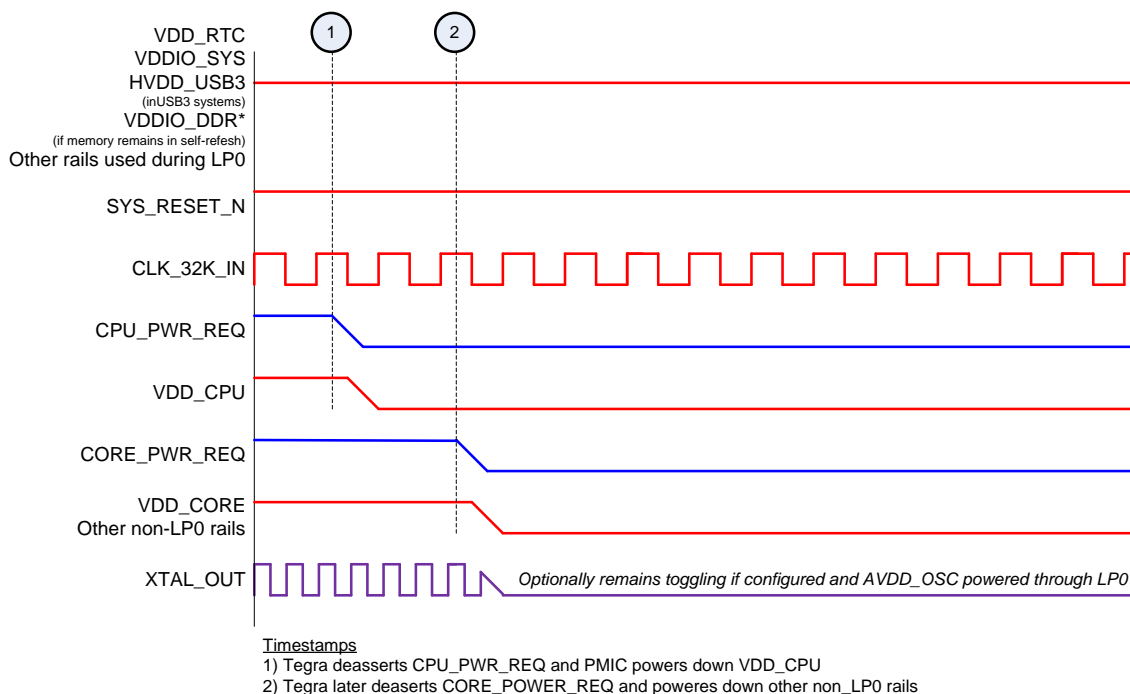 1
2
VDD_RTC
VDDIO_SYS
HVDD_USB3
(inUSB3 systems)
VDDIO_DDR*
(if memory remains in self-refesh)
Other rails used during LP0
SYS_RESET_N
CLK_32K_IN
CPU_PWR_REQ
VDD_CPU
CORE_PWR_REQ
VDD_CORE
Other non-LP0 rails
XTAL_OUT
Optionally remains toggling if configured and AVDD_OSC powered through LP0
Timestamps
1) Tegra deasserts CPU_PWR_REQ and PMIC powers down VDD_CPU
2) Tegra later deaserts CORE_POWER_REQ and poweres down other non_LP0 rails